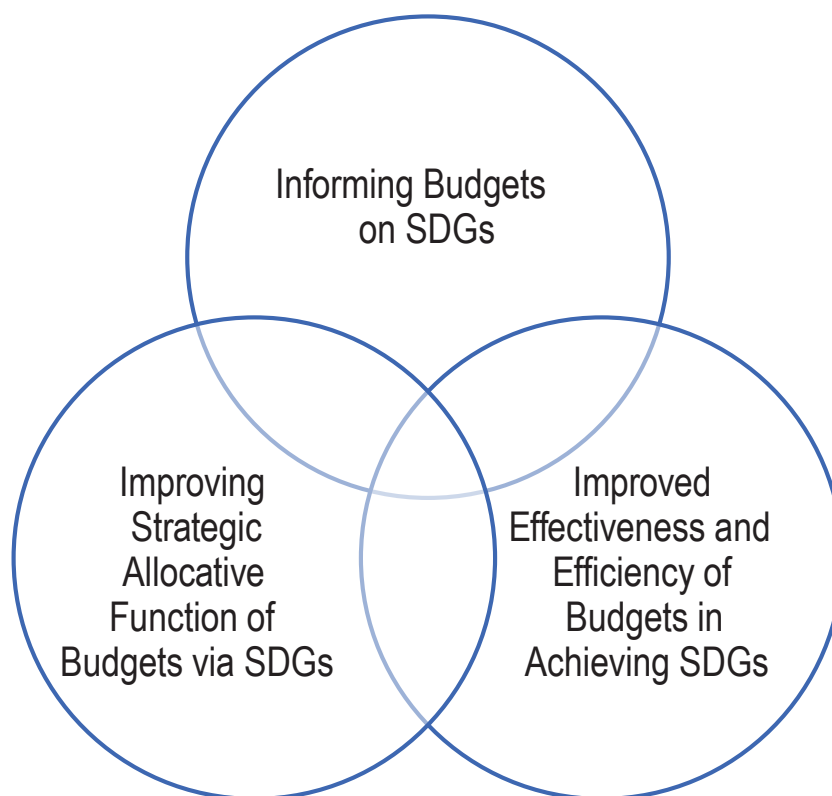 Informing Budgets
on SDGs
Improving
Strategic
Allocative
Function of
Budgets via SDGs
Improved
Effectiveness and
Efficiency of
Budgets in
Achieving SDGs